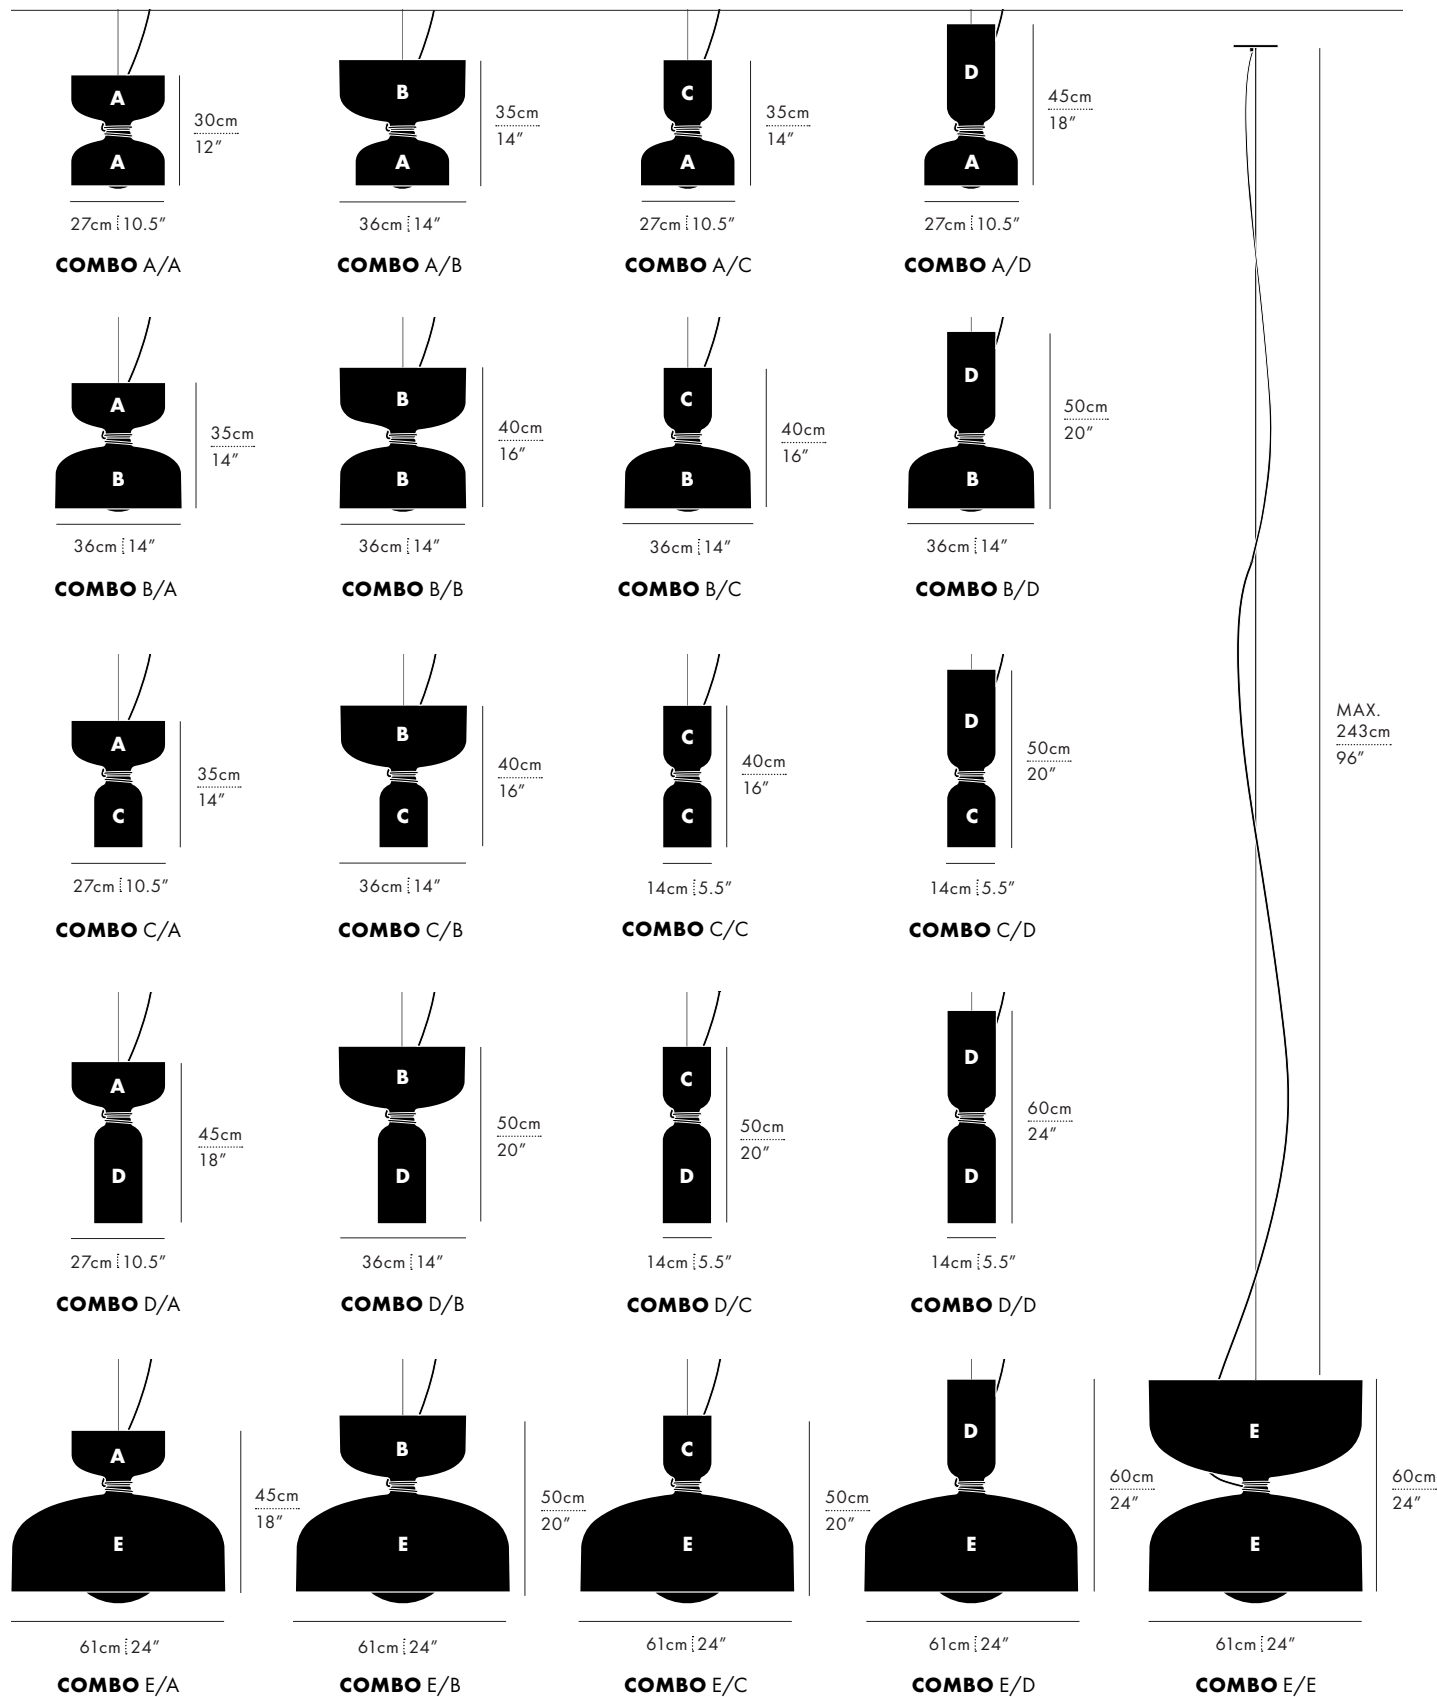 A
A
30cm
12”
27cm 10.5”
COMBO A/A
B
A
35cm
14”
36cm 14”
COMBO A/B
C
A
35cm
14”
27cm 10.5”
COMBO A/C
D
A
45cm
18”
27cm 10.5”
COMBO A/D
A
B
35cm
14”
36cm 14”
COMBO B/A
B
B
40cm
16”
36cm 14”
COMBO B/B
C
B
40cm
16”
36cm 14”
COMBO B/C
D
B
50cm
20”
36cm 14”
COMBO B/D
A
C
35cm
14”
27cm 10.5”
COMBO C/A
B
C
40cm
16”
36cm 14”
COMBO C/B
C
C
40cm
16”
14cm 5.5”
COMBO C/C
D
C
50cm
20”
14cm 5.5”
COMBO C/D
MAX.
243cm
96”
A
D
45cm
18”
27cm 10.5”
COMBO D/A
B
D
50cm
20”
36cm 14”
COMBO D/B
C
D
50cm
20”
14cm 5.5”
COMBO D/C
D
D
60cm
24”
14cm 5.5”
COMBO D/D
A
E
45cm
18”
61cm 24”
COMBO E/A
B
E
50cm
20”
61cm 24”
COMBO E/B
C
E
50cm
20”
61cm 24”
COMBO E/C
D
E
60cm
24”
61cm 24”
COMBO E/D
E
E
60cm
24”
61cm 24”
COMBO E/E